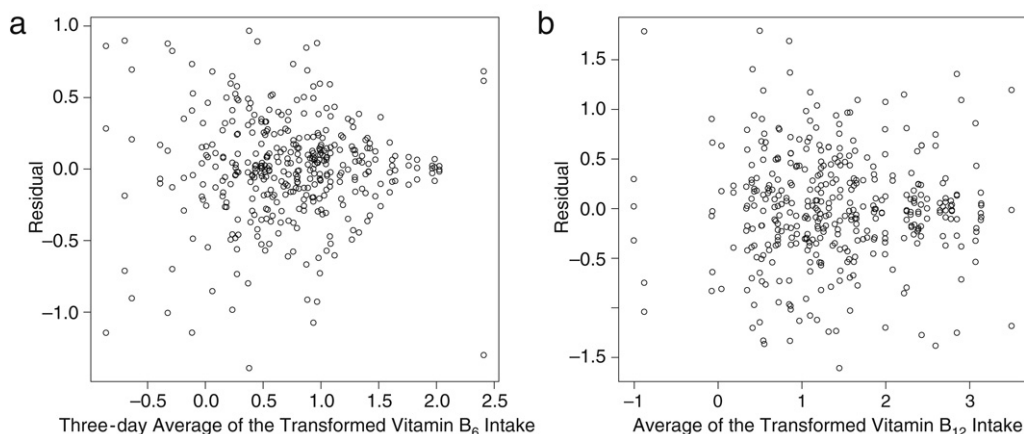 a
1.0
0.5
0.0
−0.5
−1.0
Residual
−0.5 0.0 0.5 1.0 1.5 2.0 2.5
Three-day Average of the Transformed Vitamin B6 Intake
b
1.5
1.0
0.5
0.0
−0.5
−1.5
Residual
−1 0 1 2 3
Average of the Transformed Vitamin B12 Intake